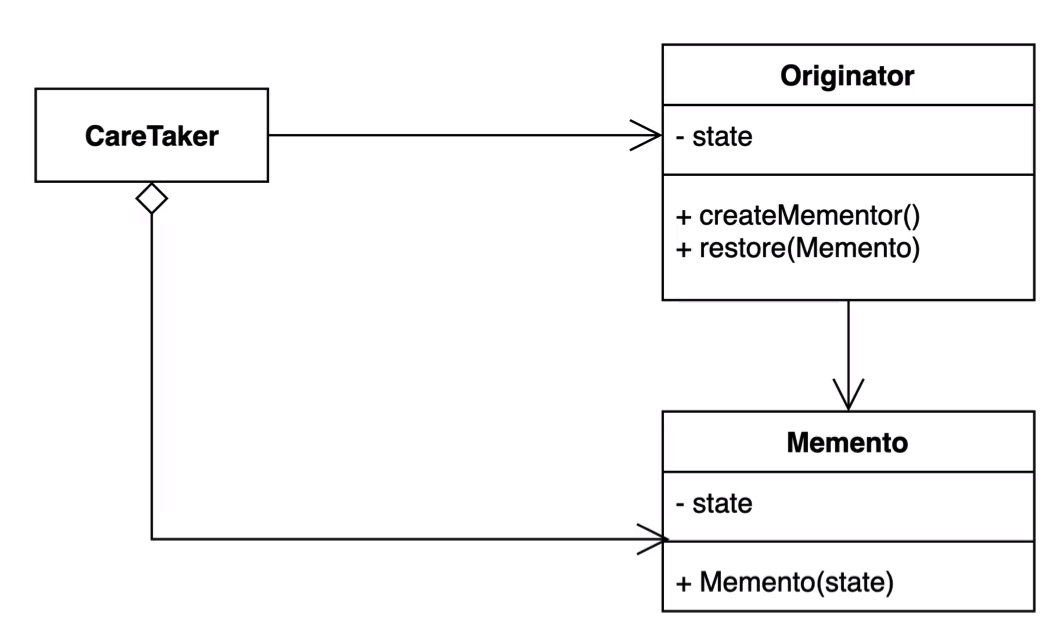 CareTaker
Originator
- state
+ createMementor()
+ restore(Memento)
Memento
- state
+ Memento(state)